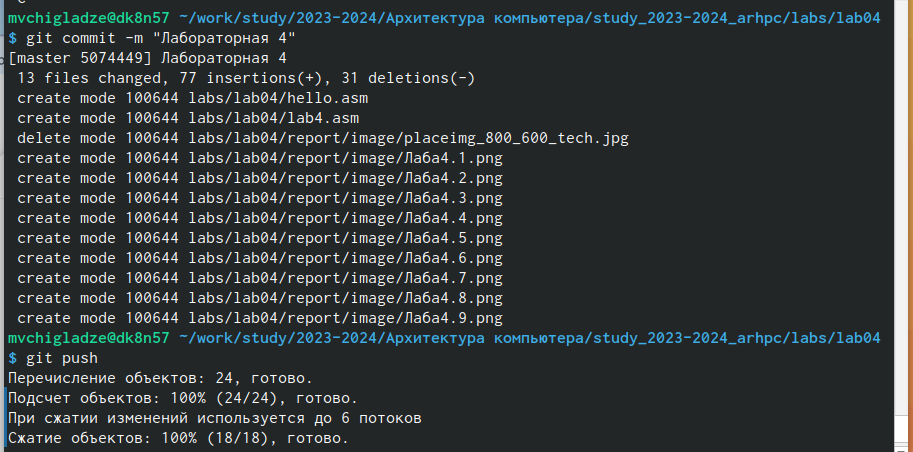 mvchigladze@dk8n57 ~/work/study/2023-2024/Архитектура компьютера/study_2023-2024_arhpc/labs/lab04
$ git commit -m "Лабораторная 4"
[master 5074449] Лабораторная 4
 13 files changed, 77 insertions(+), 31 deletions(-)
 create mode 100644 labs/lab04/hello.asm
 create mode 100644 labs/lab04/lab4.asm
 delete mode 100644 labs/lab04/report/image/placeimg_800_600_tech.jpg
 create mode 100644 labs/lab04/report/image/Лаба4.1.png
 create mode 100644 labs/lab04/report/image/Лаба4.2.png
 create mode 100644 labs/lab04/report/image/Лаба4.3.png
 create mode 100644 labs/lab04/report/image/Лаба4.4.png
 create mode 100644 labs/lab04/report/image/Лаба4.5.png
 create mode 100644 labs/lab04/report/image/Лаба4.6.png
 create mode 100644 labs/lab04/report/image/Лаба4.7.png
 create mode 100644 labs/lab04/report/image/Лаба4.8.png
 create mode 100644 labs/lab04/report/image/Лаба4.9.png
mvchigladze@dk8n57 ~/work/study/2023-2024/Архитектура компьютера/study_2023-2024_arhpc/labs/lab04
$ git push
Перечисление объектов: 24, готово.
Подсчет объектов: 100% (24/24), готово.
При сжатии изменений используется до 6 потоков
Сжатие объектов: 100% (18/18), готово.